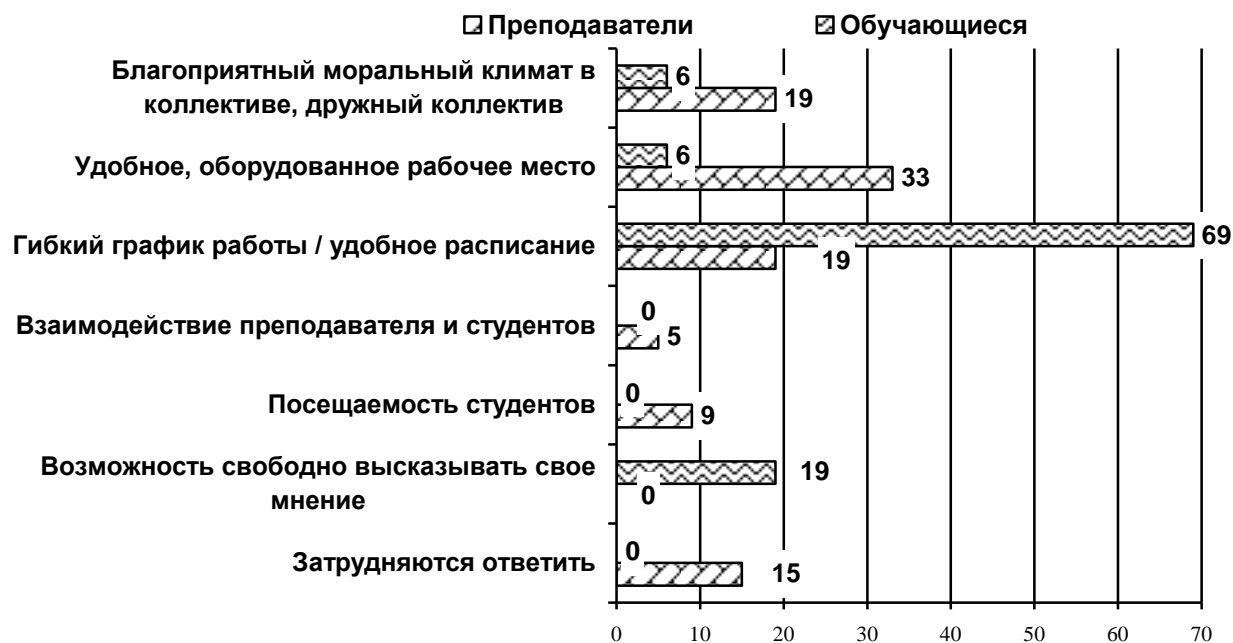 Преподаватели Обучающиеся
Благоприятный моральный климат в
коллективе, дружный коллектив
6
19
Удобное, оборудованное рабочее место
6
33
Гибкий график работы / удобное расписание
69
19
Взаимодействие преподавателя и студентов
0
5
Посещаемость студентов
0
9
Возможность свободно высказывать свое
мнение
19
0
Затрудняются ответить
0
15
0 10 20 30 40 50 60 70